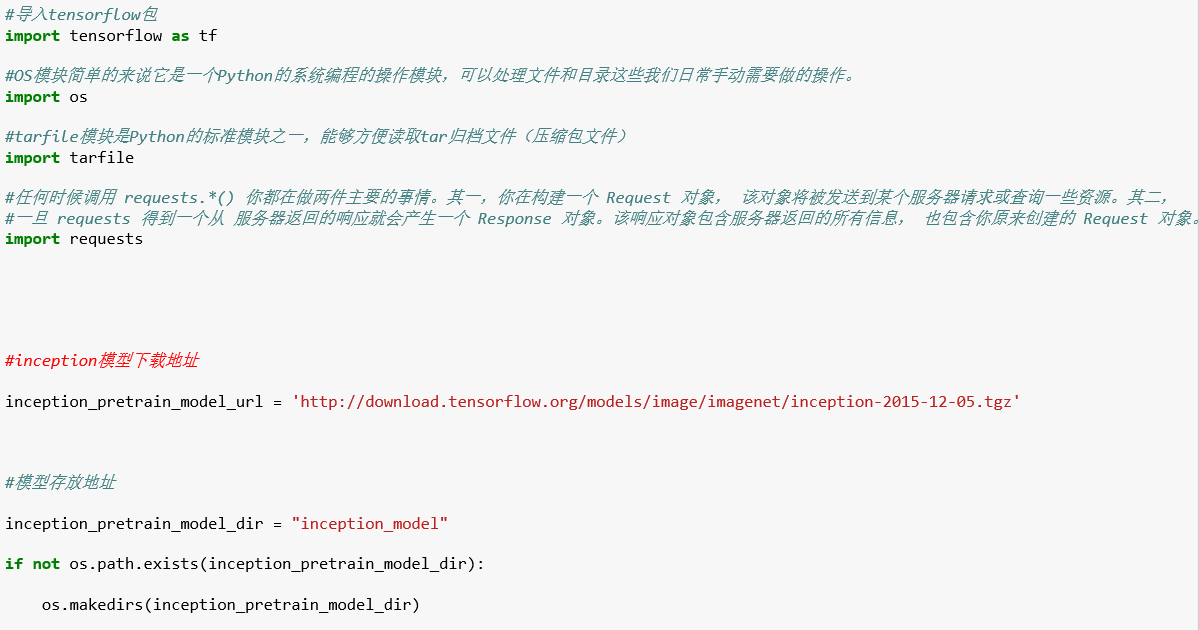 #导入tensorflow包
import tensorflow as tf
#OS模块简单的来说它是一个Python的系统编程的操作模块，可以处理文件和目录这些我们日常手动需要做的操作。
import os
#tarfile模块是Python的标准模块之一，能够方便读取tar归档文件（压缩包文件）
import tarfile
#任何时候调用 requests.*() 你都在做两件主要的事情。其一，你在构建一个 Request 对象， 该对象将被发送到某个服务器请求或查询一些资源。其二，
#一旦 requests 得到一个从 服务器返回的响应就会产生一个 Response 对象。该响应对象包含服务器返回的所有信息， 也包含你原来创建的 Request 对象。
import requests
#inception模型下载地址
inception_pretrain_model_url = 'http://download.tensorflow.org/models/image/imagenet/inception-2015-12-05.tgz'
#模型存放地址
inception_pretrain_model_dir = "inception_model"
if not os.path.exists(inception_pretrain_model_dir):
    os.makedirs(inception_pretrain_model_dir)